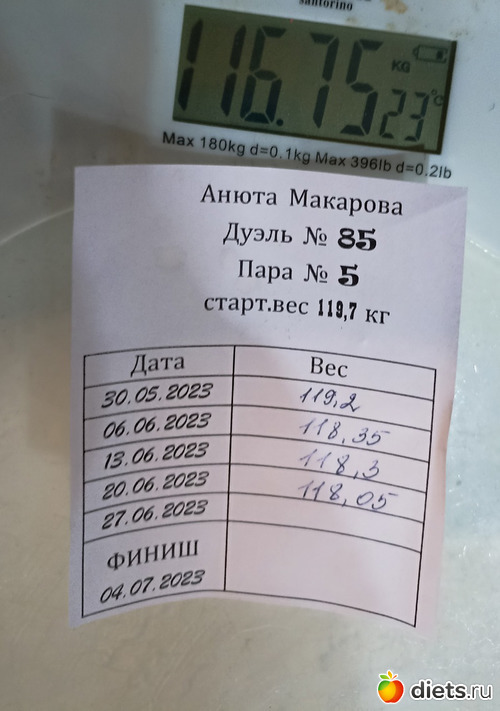 santorino
116.75 KG
23°C
Max 180kg d=0.1kg Max 396lb d=0.2lb
Анюта Макарова
Дуэль № 85
Пара № 5
старт.вес 119,7 кг
Дата Вес
30.05.2023 119,2
06.06.2023 118,35
13.06.2023 118,3
20.06.2023 118,05
27.06.2023
ФИНИШ
04.07.2023
diets.ru